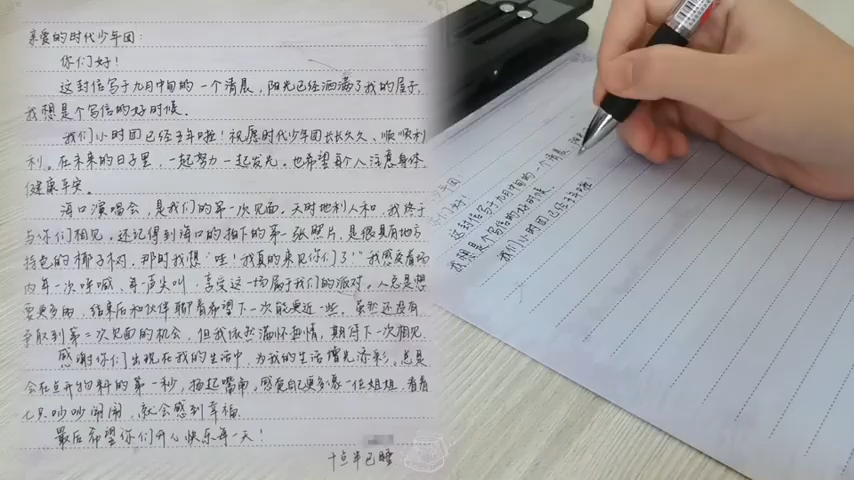 亲爱的时代少年团：
你们好！
这封信写于九月中旬的一个清晨，阳光已经洒满了我的屋子，
我想是个写信的好时候。
我们小时团已经五年啦！祝愿时代少年团长长久久、顺顺利
利。在未来的日子里，一起努力一起发光。也希望每个人注意身体
健康平安。
海口演唱会，是我们的第一次见面。天时地利人和，我终于
与你们相见。还记得到海口的拍下的第一张照片，是很具有地方
特色的椰子树，那时我想“哇！我真的来见你们了！”我感受着场
内每一次呼喊、每一声尖叫，享受这一场属于我们的派对。人总是想
要更多的，结束后和伙伴聊着希望下一次能更近一些。虽然还没有
争取到第二次见面的机会，但我依然满怀热情，期待下一次相见
感谢你们出现在我的生活中，为我的生活增光添彩。总是
会在点开物料的第一秒，扬起嘴角，感觉自己更多是一位姐姐，看着
七只吵吵闹闹，就会感到幸福
最后希望你们开心快乐每一天！
十点半已睡
这封信写于九月中旬的一个清晨，阳光
我想是个写信的好时候。
我们小时团已经五年啦！